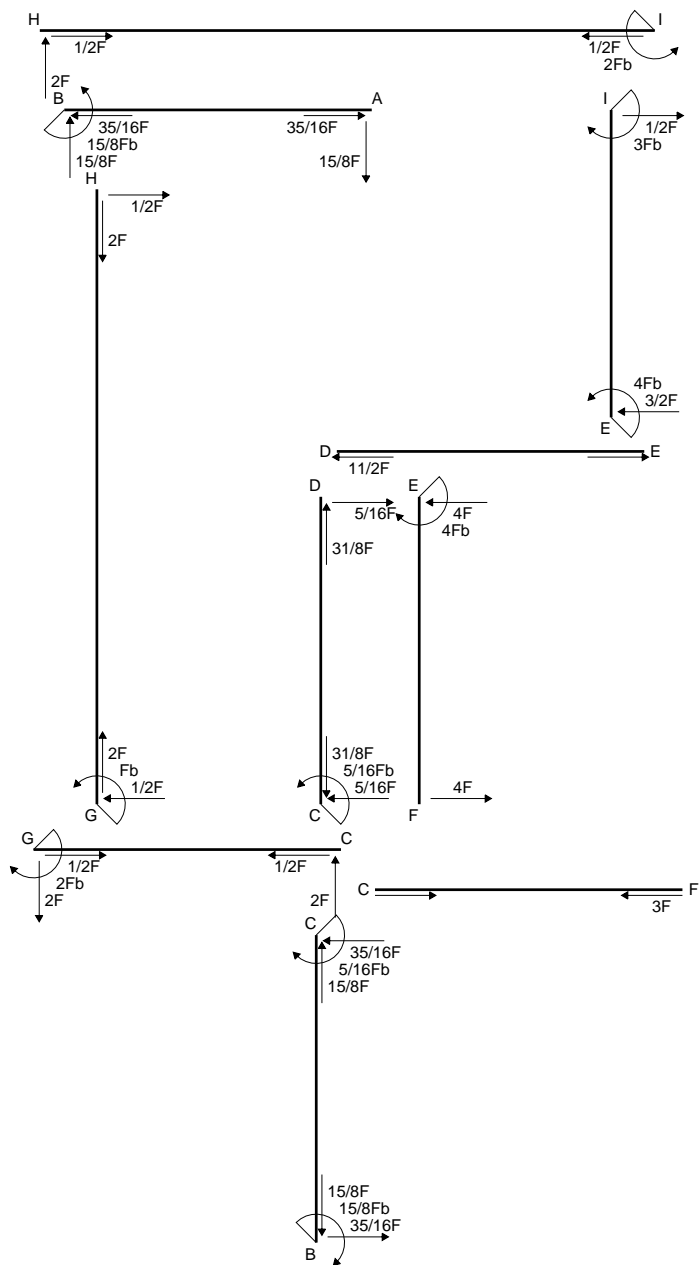 H I
1/2F 1/2F
2Fb
2F
B A I
35/16F 35/16F 1/2F
15/8Fb 3Fb
15/8F 15/8F
H
1/2F
2F
4Fb
3/2F
E
D E
11/2F
D E
5/16F 4F
4Fb
31/8F
2F 31/8F
Fb 5/16Fb
1/2F 5/16F 4F
G C F
G C
1/2F 1/2F
2Fb
2F 2F C F
3F
C
35/16F
5/16Fb
15/8F
15/8F
15/8Fb
35/16F
B